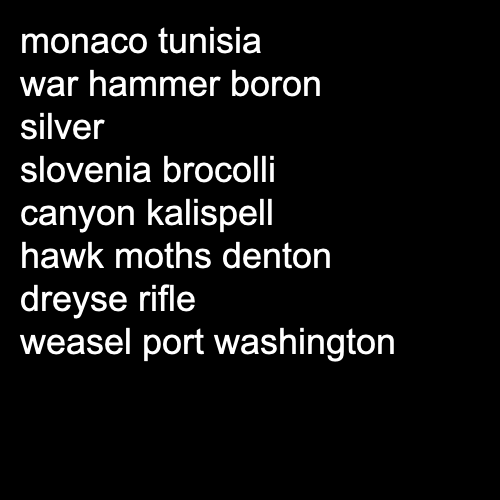 monaco tunisia
war hammer boron
silver
slovenia brocolli
canyon kalispell
hawk moths denton
dreyse rifle
weasel port washington